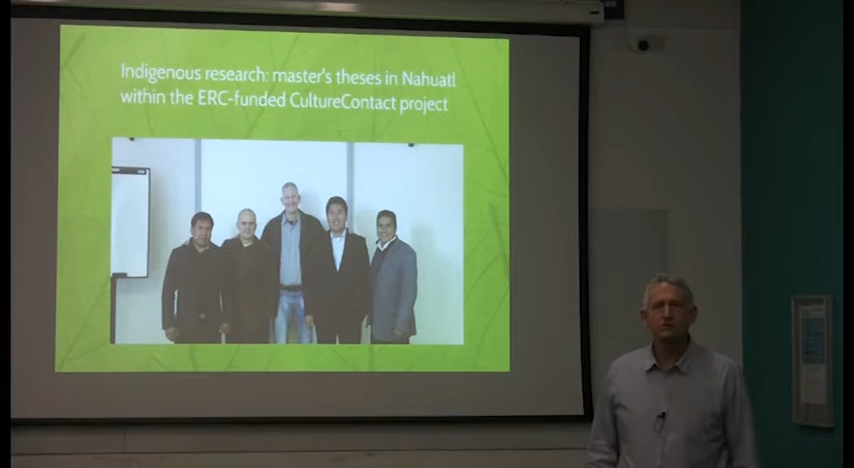 Indigenous research: master's theses in Nahuatl
within the ERC-funded CultureContact project